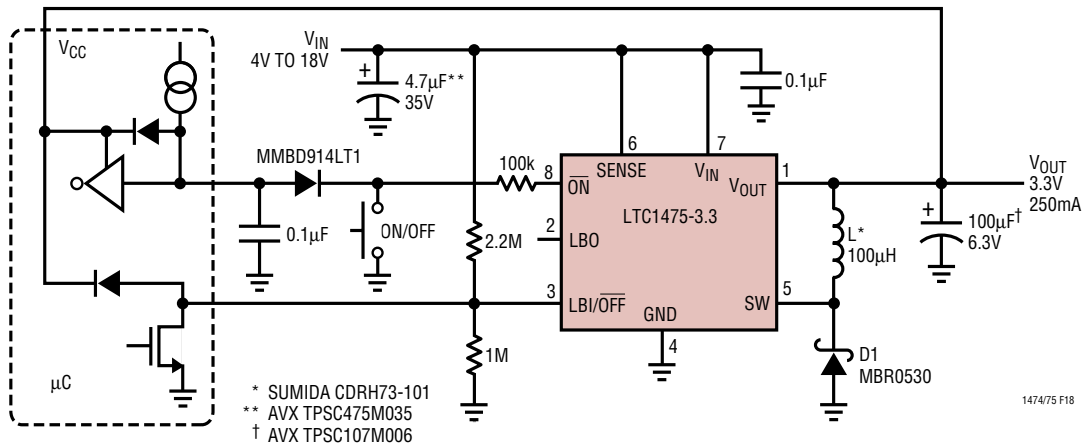 VCC
VIN
4V TO 18V
+
4.7µF**
35V
0.1µF
MMBD914LT1
100k
8
ON
6
SENSE
7
VIN
VOUT
1
LTC1475-3.3
VOUT
3.3V
250mA
0.1µF
ON/OFF
2.2M
2
LBO
L*
100µH
+
100µF†
6.3V
3
LBI/OFF
GND
4
SW
5
1M
D1
MBR0530
µC
* SUMIDA CDRH73-101
** AVX TPSC475M035
† AVX TPSC107M006
1474/75 F18